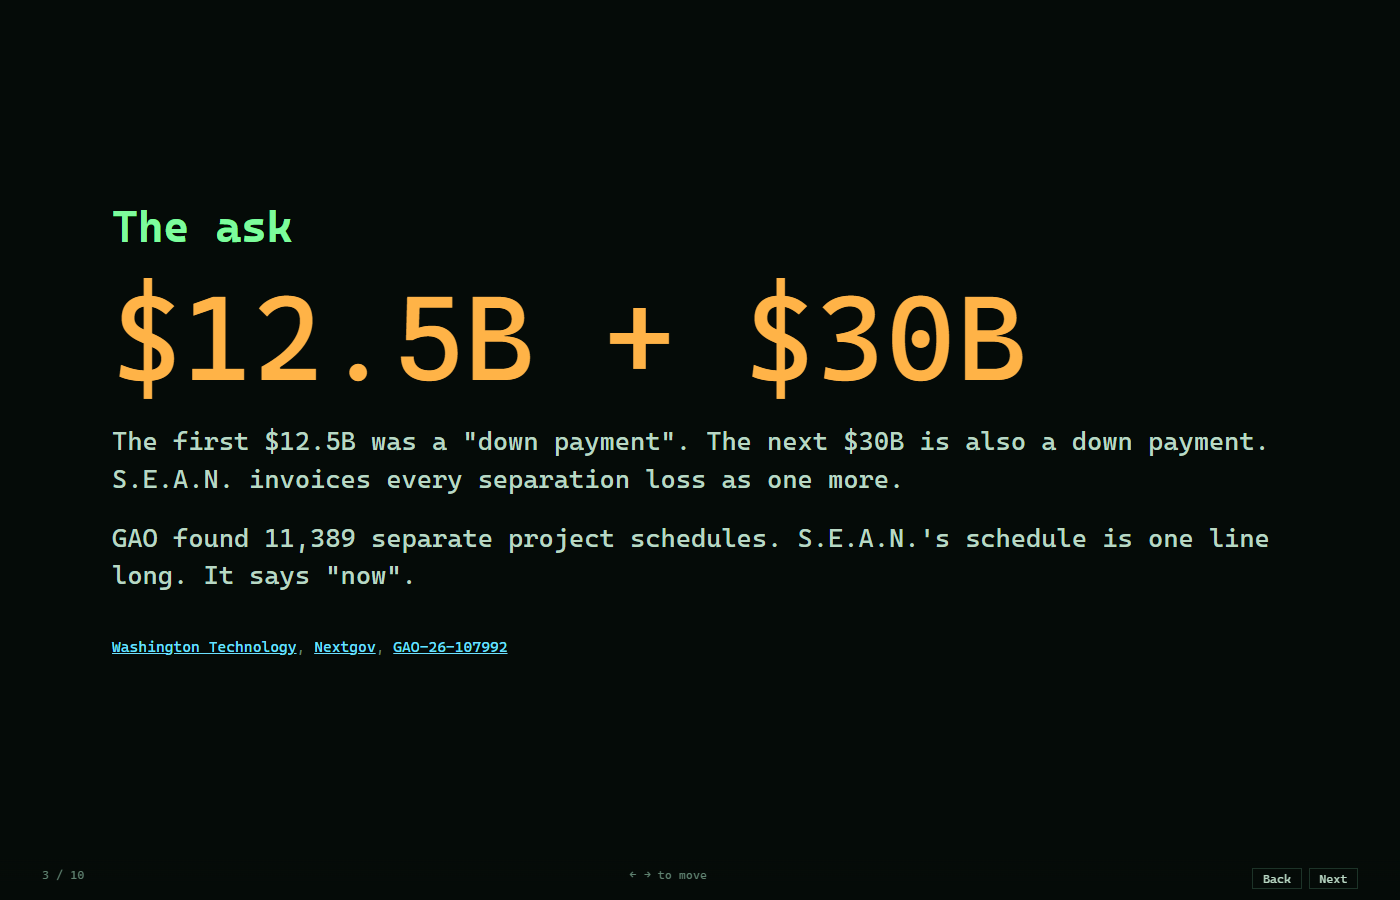 The ask
$12.5B + $30B
The first $12.5B was a "down payment". The next $30B is also a down payment.
S.E.A.N. invoices every separation loss as one more.
GAO found 11,389 separate project schedules. S.E.A.N.'s schedule is one line
long. It says "now".
Washington Technology, Nextgov, GAO-26-107992
3 / 10
← → to move
Back
Next